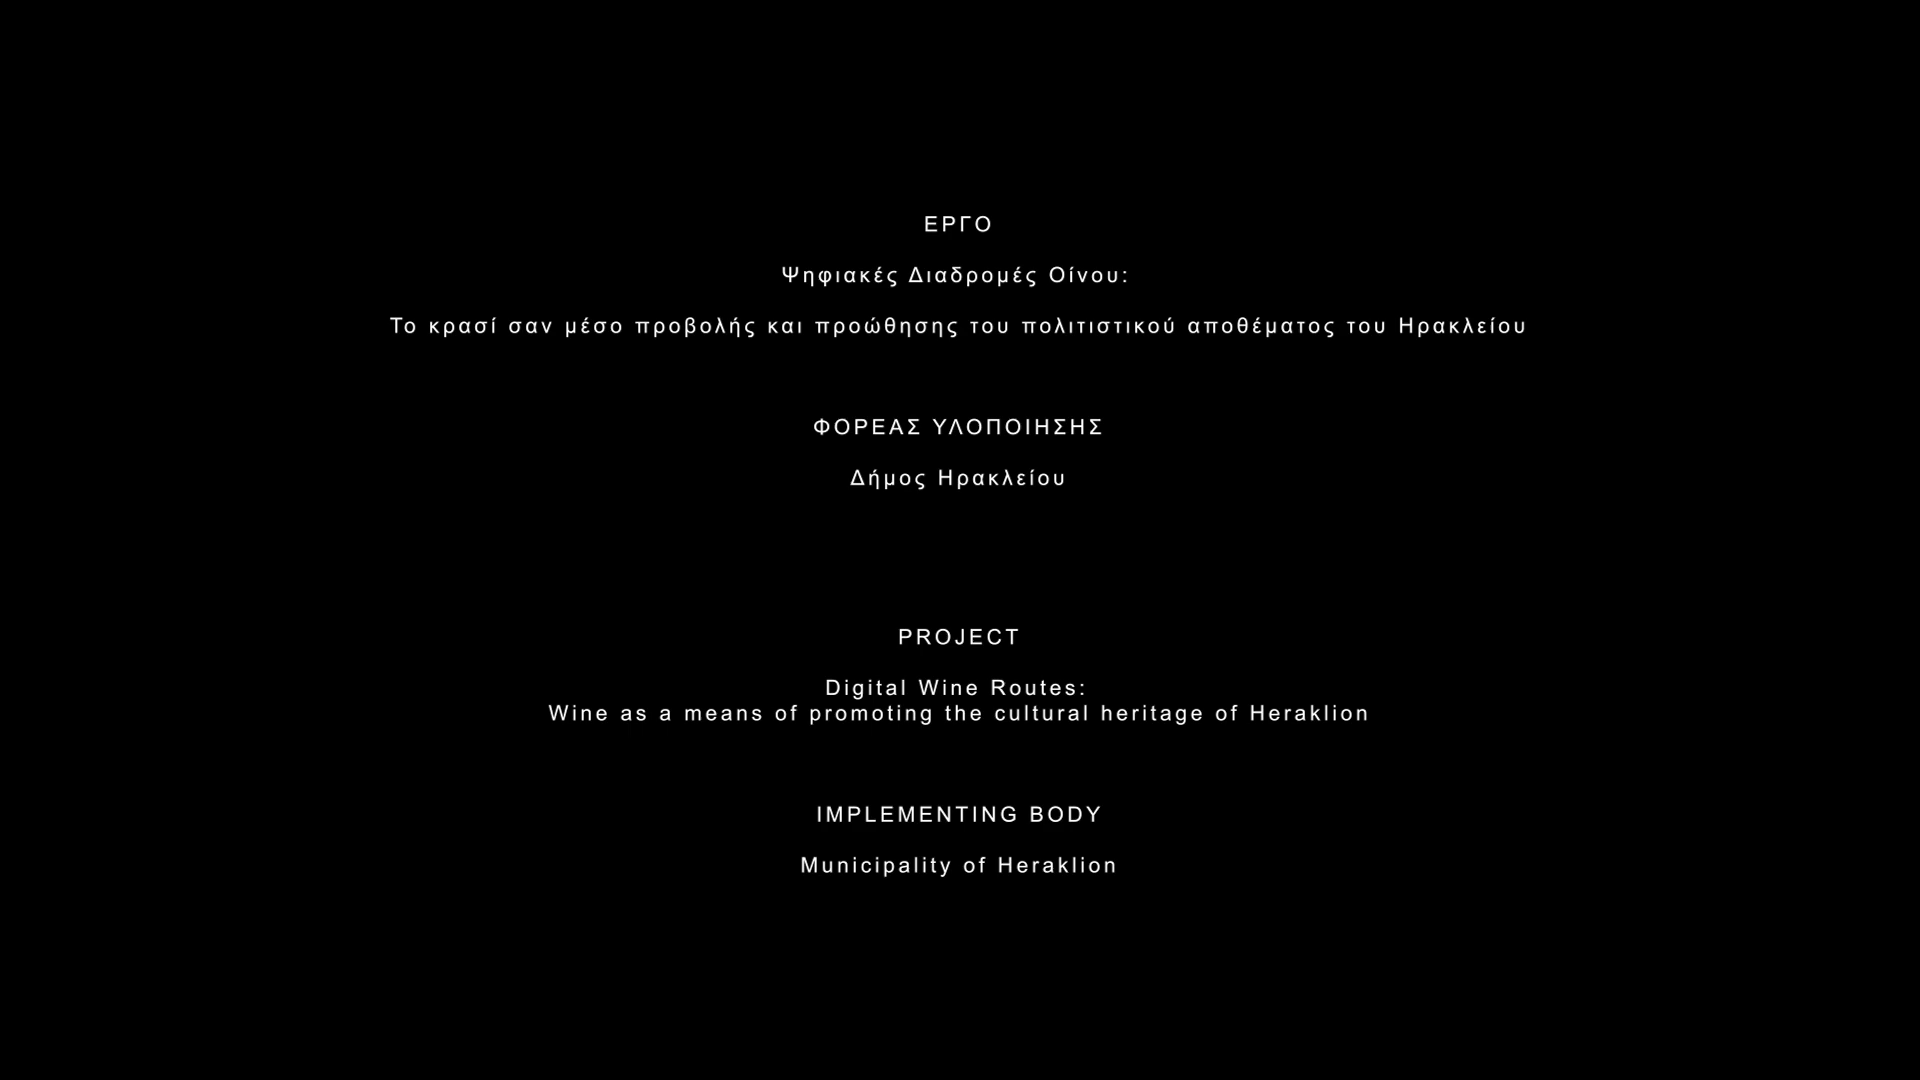 ΕΡΓΟ
Ψηφιακές Διαδρομές Οίνου:
Το κρασί σαν μέσο προβολής και προώθησης του πολιτιστικού αποθέματος του Ηρακλείου
ΦΟΡΕΑΣ ΥΛΟΠΟΙΗΣΗΣ
Δήμος Ηρακλείου
PROJECT
Digital Wine Routes:
Wine as a means of promoting the cultural heritage of Heraklion
IMPLEMENTING BODY
Municipality of Heraklion